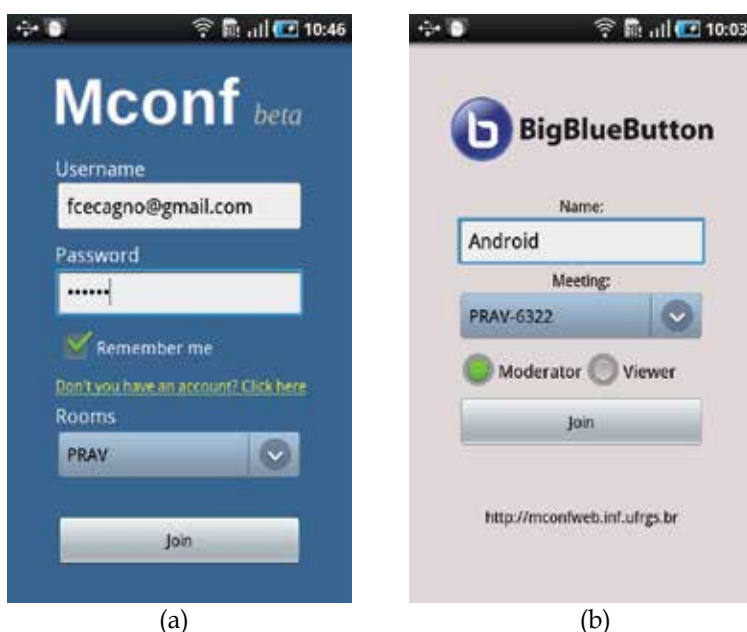 10:46
Mconf beta
Username
fcecagno@gmail.com
Password
••••••
Remember me
Don't you have an account? Click here
Rooms
PRAV
Join
(a)
10:03
BigBlueButton
Name:
Android
Meeting:
PRAV-6322
Moderator Viewer
Join
http://mconfweb.inf.ufrgs.br
(b)